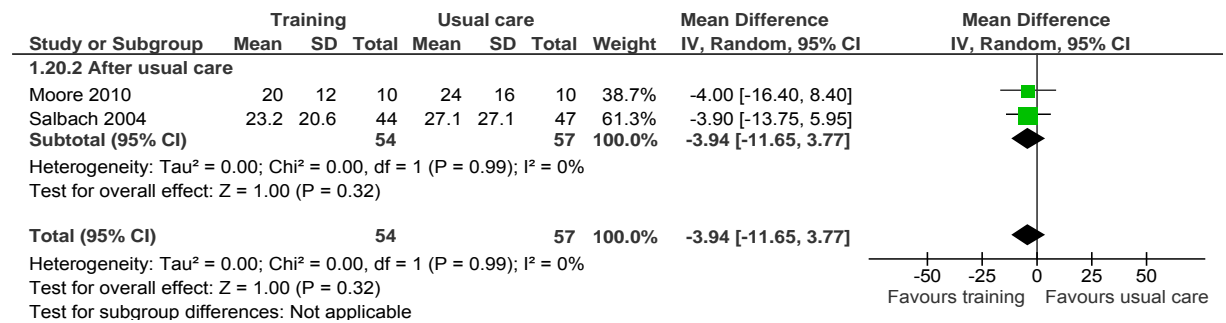 Training Usual care Mean Difference Mean Difference
Study or Subgroup Mean SD Total Mean SD Total Weight IV, Random, 95% CI IV, Random, 95% CI
1.20.2 After usual care
Moore 2010 20 12 10 24 16 10 38.7% -4.00 [-16.40, 8.40]
Salbach 2004 23.2 20.6 44 27.1 27.1 47 61.3% -3.90 [-13.75, 5.95]
Subtotal (95% CI) 54 57 100.0% -3.94 [-11.65, 3.77]
Heterogeneity: Tau² = 0.00; Chi² = 0.00, df = 1 (P = 0.99); I² = 0%
Test for overall effect: Z = 1.00 (P = 0.32)
Total (95% CI) 54 57 100.0% -3.94 [-11.65, 3.77]
Heterogeneity: Tau² = 0.00; Chi² = 0.00, df = 1 (P = 0.99); I² = 0%
Test for overall effect: Z = 1.00 (P = 0.32)
Test for subgroup differences: Not applicable
-50 -25 0 25 50
Favours training Favours usual care